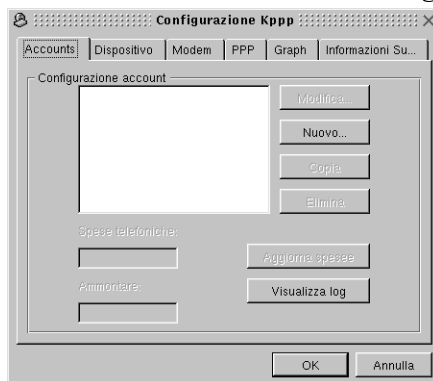 Configurazione Kppp
Accounts Dispositivo Modem PPP Graph Informazioni Su...
Configurazione account
Modifica...
Nuovo...
Copia
Elimina
Spese telefoniche:
Aggiorna spesee
Ammontare:
Visualizza log
OK Annulla